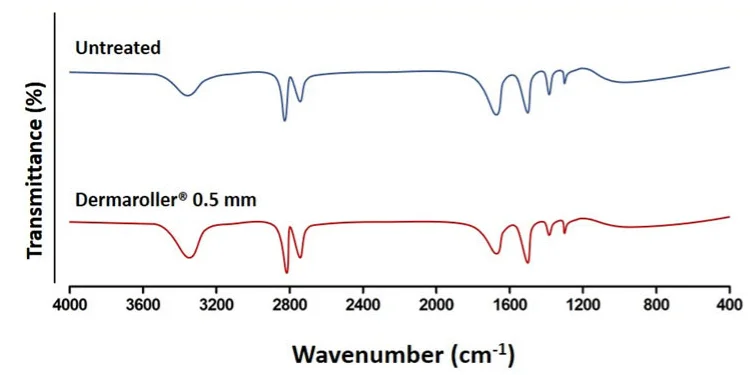 Untreated
Dermaroller® 0.5 mm
Transmittance (%)
4000 3600 3200 2800 2400 2000 1600 1200 800 400
Wavenumber (cm⁻¹)